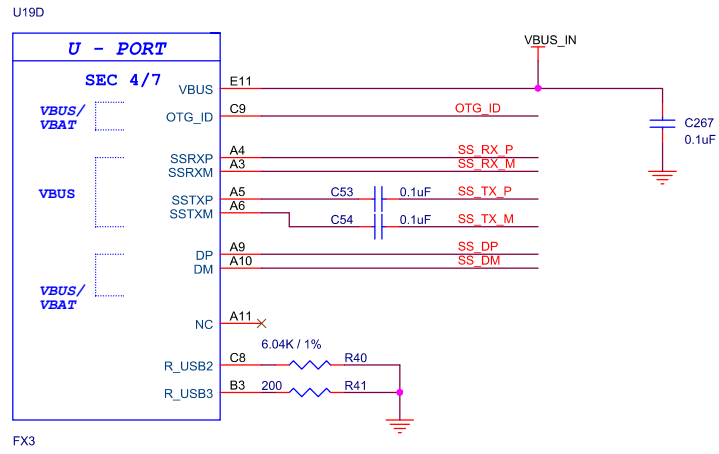 U19D
U - PORT
VBUS_IN
SEC 4/7
VBUS E11
VBUS/
VBAT
OTG_ID C9 OTG_ID
C267
0.1uF
SSRXP A4 SS_RX_P
SSRXM A3 SS_RX_M
VBUS
SSTXP A5 C53 0.1uF SS_TX_P
SSTXM A6
C54 0.1uF SS_TX_M
DP A9 SS_DP
DM A10 SS_DM
VBUS/
VBAT
NC A11
6.04K / 1%
R_USB2 C8 R40
R_USB3 B3 200 R41
FX3